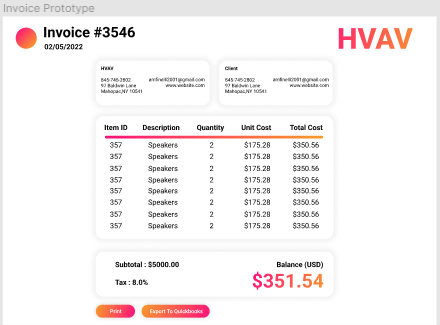 Invoice Prototype
Invoice #3546
02/05/2022
HVAV
HVAV
845-745-2802 amfinelli2001@gmail.com
97 Baldwin Lane www.website.com
Mahopac,NY 10541
Client
845-745-2802 amfinelli2001@gmail.com
97 Baldwin Lane www.website.com
Mahopac,NY 10541
Item ID Description Quantity Unit Cost Total Cost
357 Speakers 2 $175.28 $350.56
357 Speakers 2 $175.28 $350.56
357 Speakers 2 $175.28 $350.56
357 Speakers 2 $175.28 $350.56
357 Speakers 2 $175.28 $350.56
357 Speakers 2 $175.28 $350.56
357 Speakers 2 $175.28 $350.56
357 Speakers 2 $175.28 $350.56
Subtotal : $5000.00 Balance (USD)
Tax : 8.0% $351.54
Print Export To Quickbooks